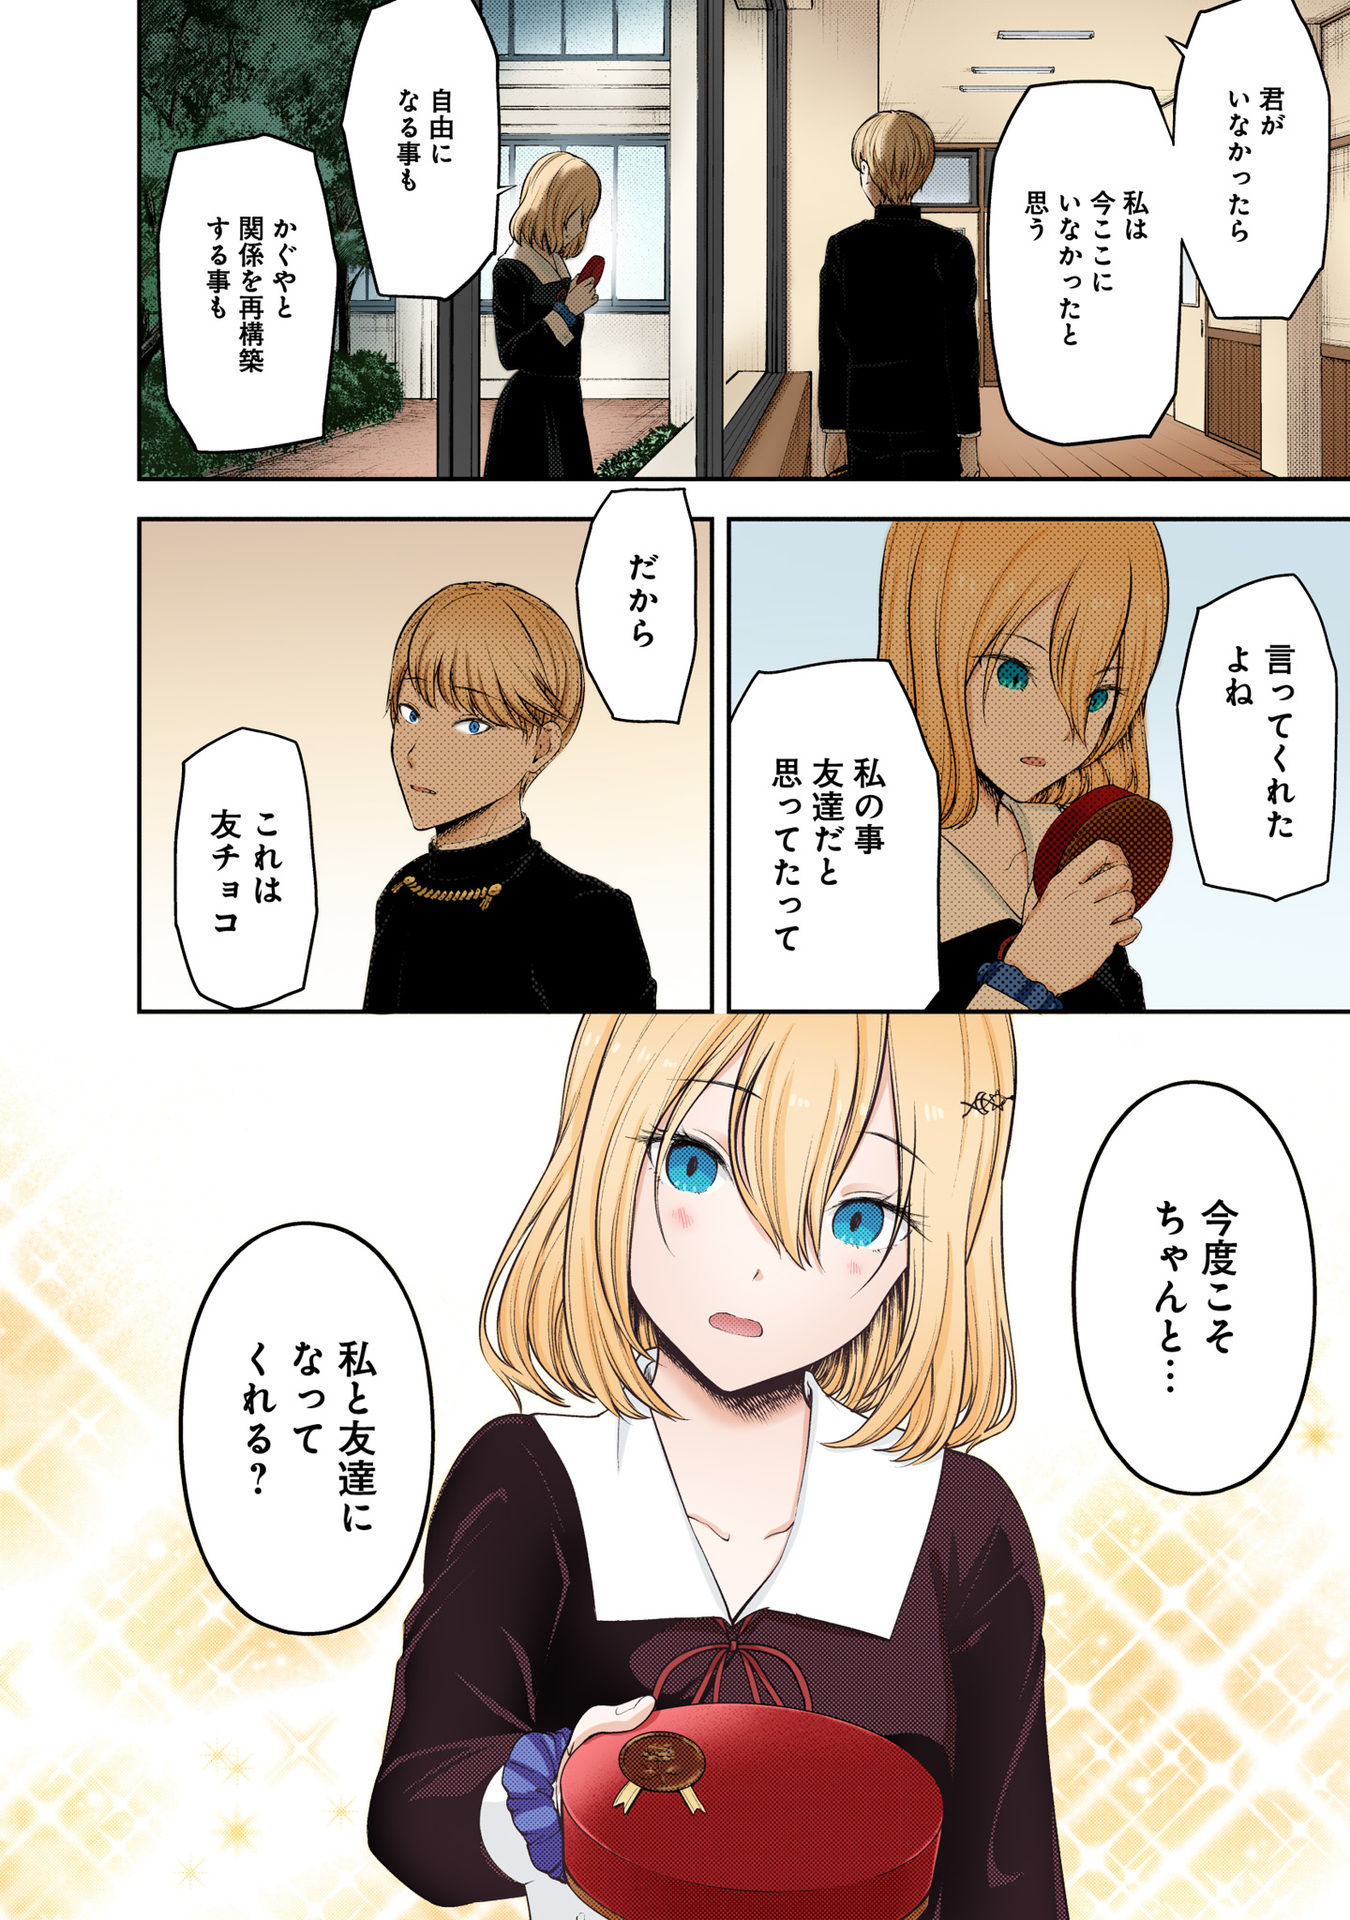 君が
いなかったら
私は
今ここに
いなかったと
思う
自由に
なる事も
かぐやと
関係を再構築
する事も
言ってくれた
よね
私の事
友達だと
思ってたって
だから
これは
友チョコ
今度こそ
ちゃんと…
私と友達に
なって
くれる?